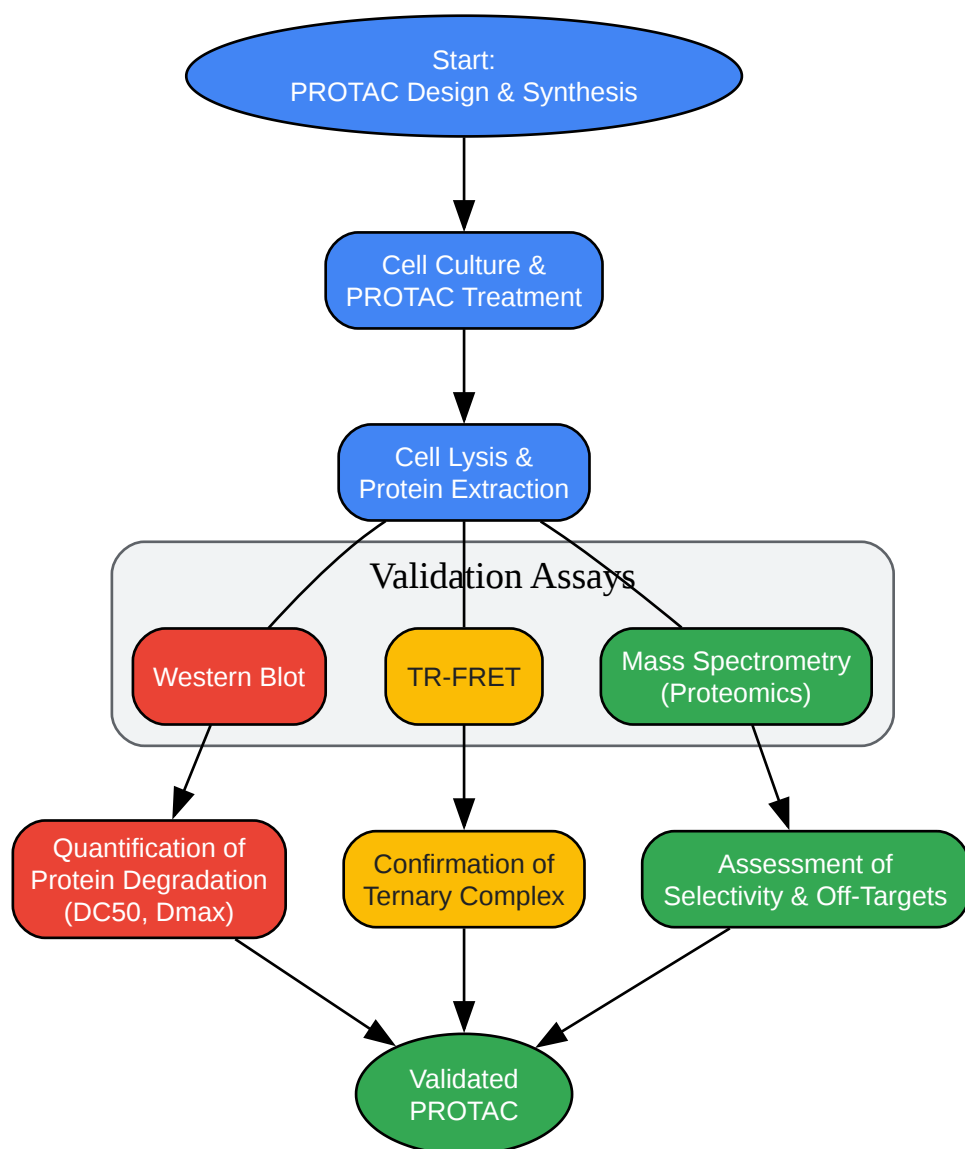 Start:
PROTAC Design & Synthesis
Cell Culture &
PROTAC Treatment
Cell Lysis &
Protein Extraction
Validation Assays
Western Blot
TR-FRET
Mass Spectrometry
(Proteomics)
Quantification of
Protein Degradation
(DC50, Dmax)
Confirmation of
Ternary Complex
Assessment of
Selectivity & Off-Targets
Validated
PROTAC